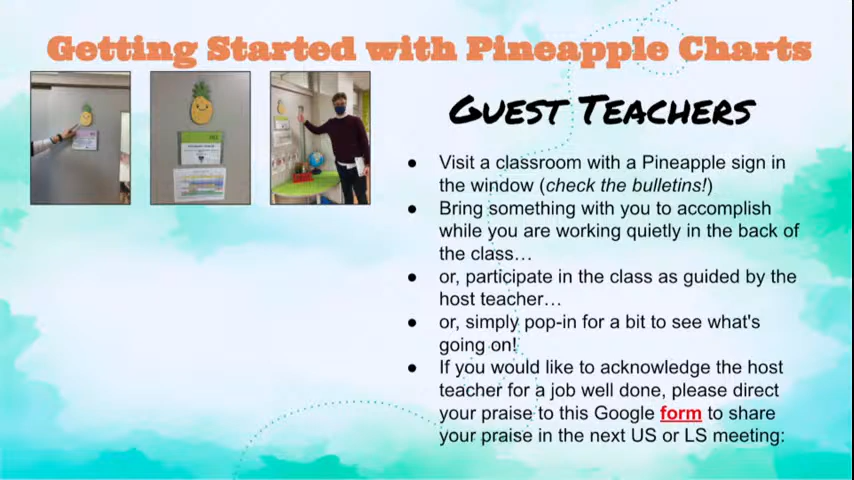 Getting Started with Pineapple Charts
GUEST TEACHERS
● Visit a classroom with a Pineapple sign in
the window (check the bulletins!)
● Bring something with you to accomplish
while you are working quietly in the back of
the class…
● or, participate in the class as guided by the
host teacher…
● or, simply pop-in for a bit to see what's
going on!
● If you would like to acknowledge the host
teacher for a job well done, please direct
your praise to this Google form to share
your praise in the next US or LS meeting: